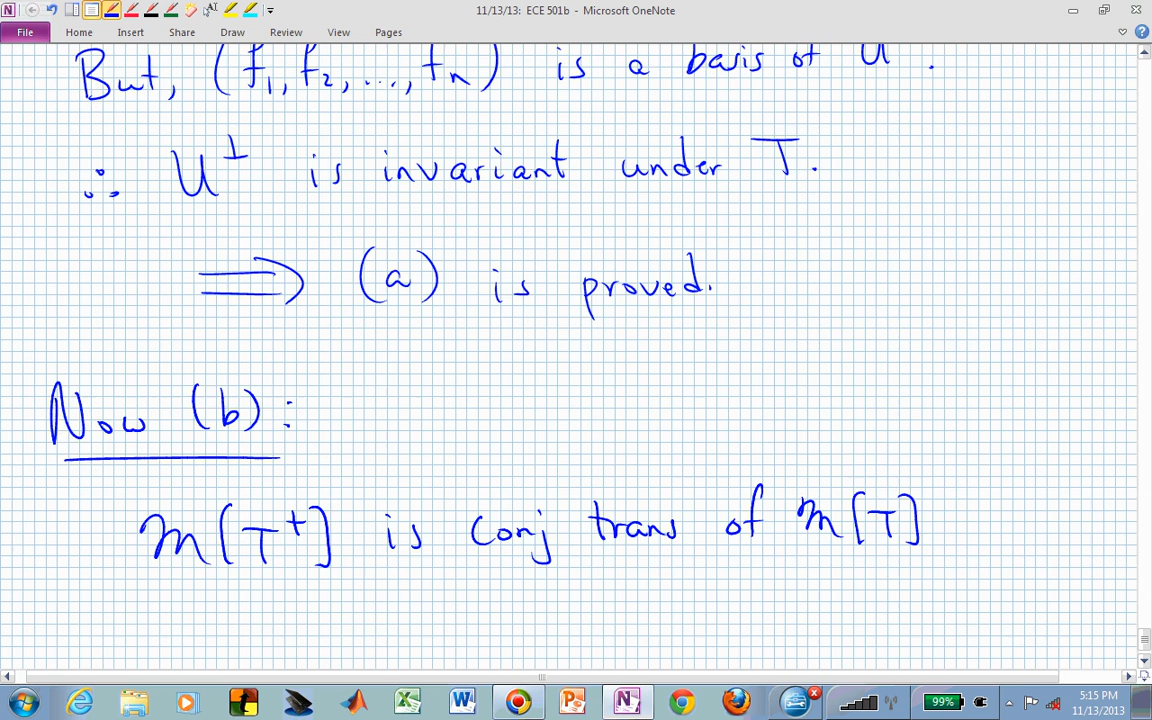 11/13/13: ECE 501b - Microsoft OneNote
File Home Insert Share Draw Review View Pages
But, (f₁, f₂, ..., fₙ) is a basis of U⊥.
∴ U⊥ is invariant under T.
⇒ (a) is proved.
Now (b):
M[T†] is conj trans of M[T]
99% 5:15 PM
11/13/2013